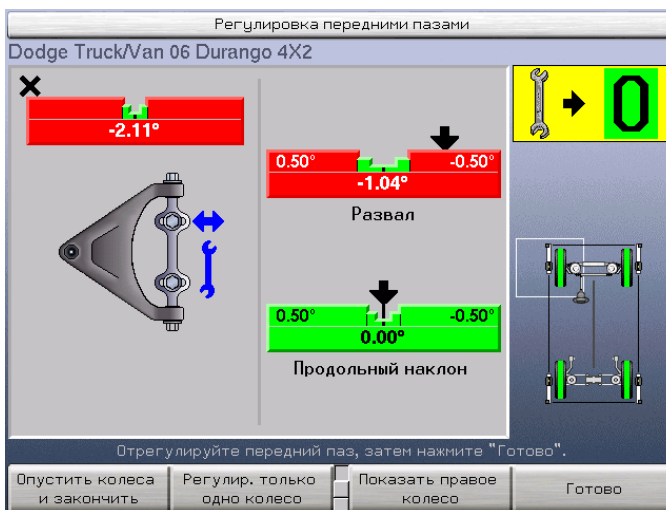 Регулировка передними пазами
Dodge Truck/Van 06 Durango 4X2
-2.11°
0
0.50° -0.50°
-1.04°
Развал
0.50° -0.50°
0.00°
Продольный наклон
Отрегулируйте передний паз, затем нажмите "Готово".
Опустить колеса
и закончить
Регулир. только
одно колесо
Показать правое
колесо
Готово